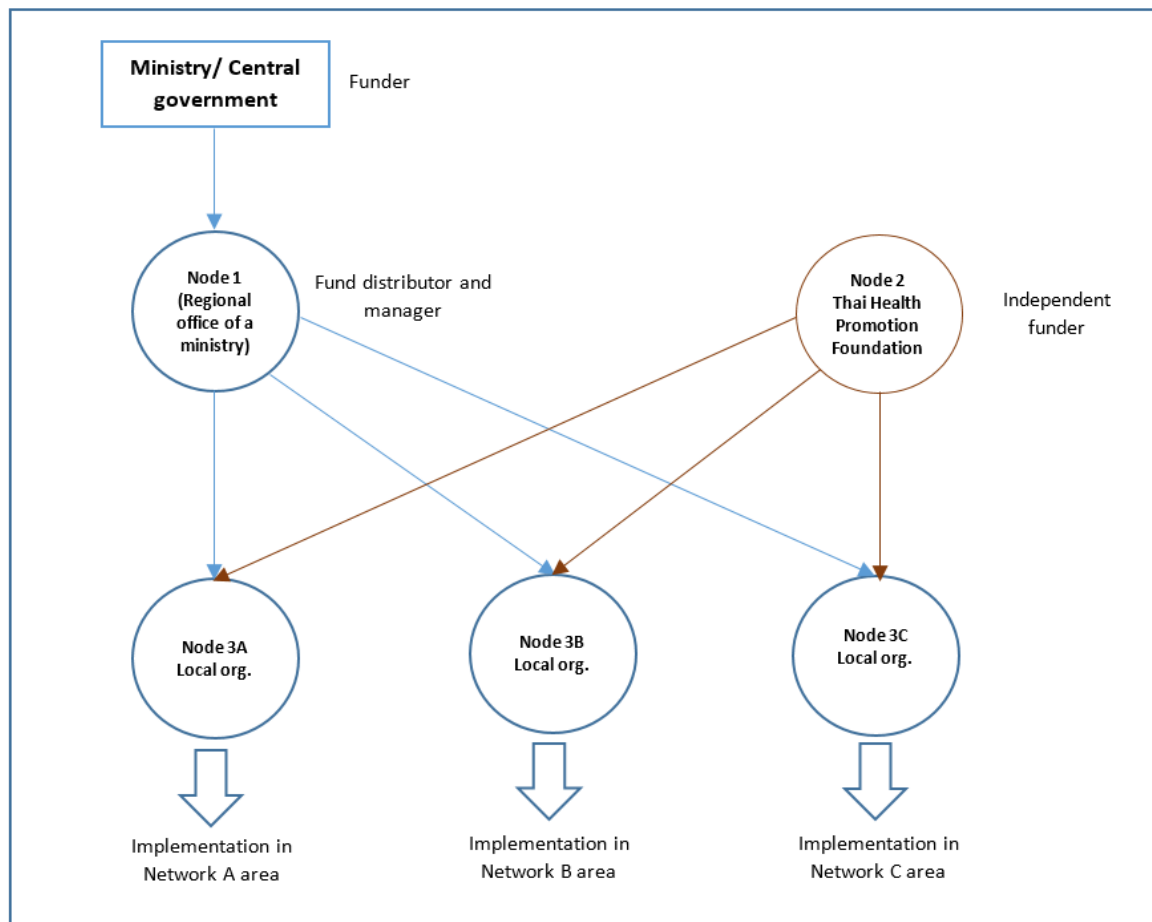 Ministry/ Central
government
Funder
Node 1
(Regional
office of a
ministry)
Fund distributor and
manager
Node 2
Thai Health
Promotion
Foundation
Independent
funder
Node 3A
Local org.
Node 3B
Local org.
Node 3C
Local org.
Implementation in
Network A area
Implementation in
Network B area
Implementation in
Network C area